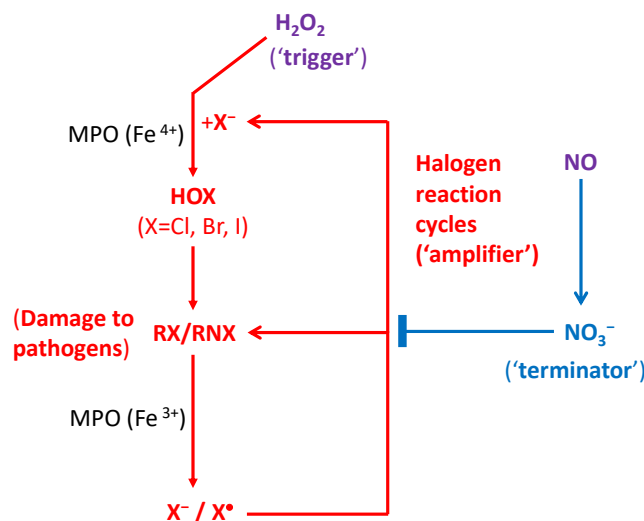 H₂O₂
(‘trigger’)
MPO (Fe ⁴⁺)
+X⁻
HOX
(X=Cl, Br, I)
Halogen
reaction
cycles
(‘amplifier’)
NO
(Damage to
pathogens)
RX/RNX
NO₃⁻
(‘terminator’)
MPO (Fe ³⁺)
X⁻ / X•